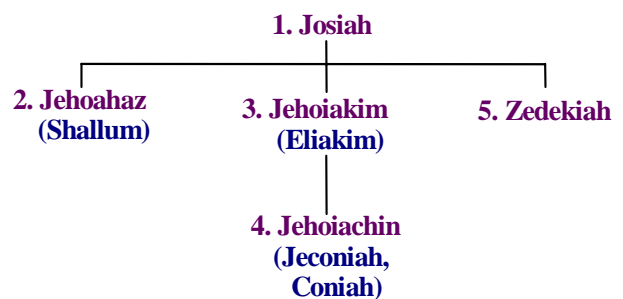 1. Josiah
2. Jehoahaz
(Shallum)
3. Jehoiakim
(Eliakim)
5. Zedekiah
4. Jehoiachin
(Jeconiah,
Coniah)